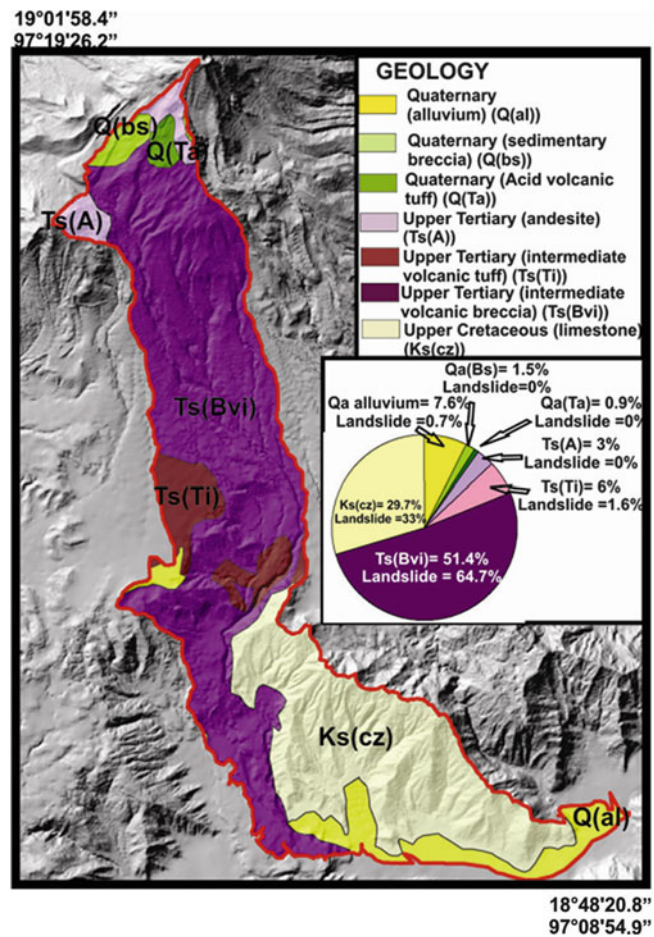 19°01'58.4”
97°19'26.2”
GEOLOGY
Quaternary
(alluvium) (Q(al))
Quaternary (sedimentary
breccia) (Q(bs))
Quaternary (Acid volcanic
tuff) (Q(Ta))
Upper Tertiary (andesite)
(Ts(A))
Upper Tertiary (intermediate
volcanic tuff) (Ts(Ti))
Upper Tertiary (intermediate
volcanic breccia) (Ts(Bvi))
Upper Cretaceous (limestone)
(Ks(cz))
Q(bs)
Q(Ta)
Ts(A)
Ts(Bvi)
Ts(Ti)
Ks(cz)
Q(al)
Qa(Bs)= 1.5%
Landslide=0%
Qa alluvium= 7.6%
Landslide =0.7%
Qa(Ta)= 0.9%
Landslide =0%
Ts(A)= 3%
Landslide =0%
Ts(Ti)= 6%
Landslide =1.6%
Ks(cz)= 29.7%
Landslide =33%
Ts(Bvi)= 51.4%
Landslide = 64.7%
18°48'20.8”
97°08'54.9”